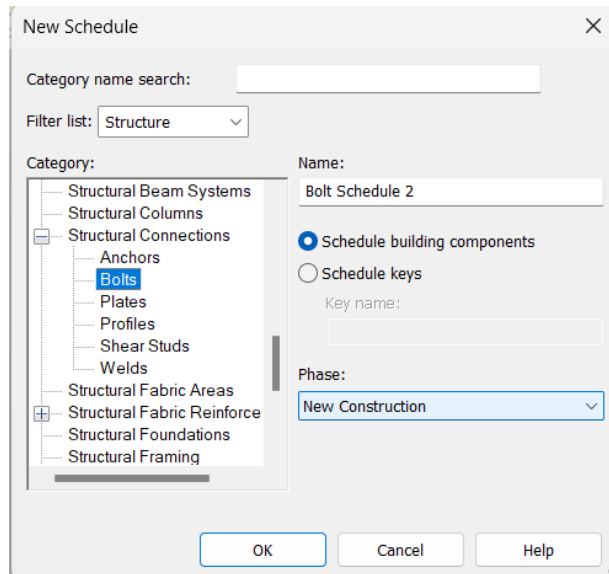 New Schedule
Category name search:
Filter list: Structure
Category:
Structural Beam Systems
Structural Columns
Structural Connections
Anchors
Bolts
Plates
Profiles
Shear Studs
Welds
Structural Fabric Areas
Structural Fabric Reinforce
Structural Foundations
Structural Framing
Name:
Bolt Schedule 2
Schedule building components
Schedule keys
Key name:
Phase:
New Construction
OK Cancel Help